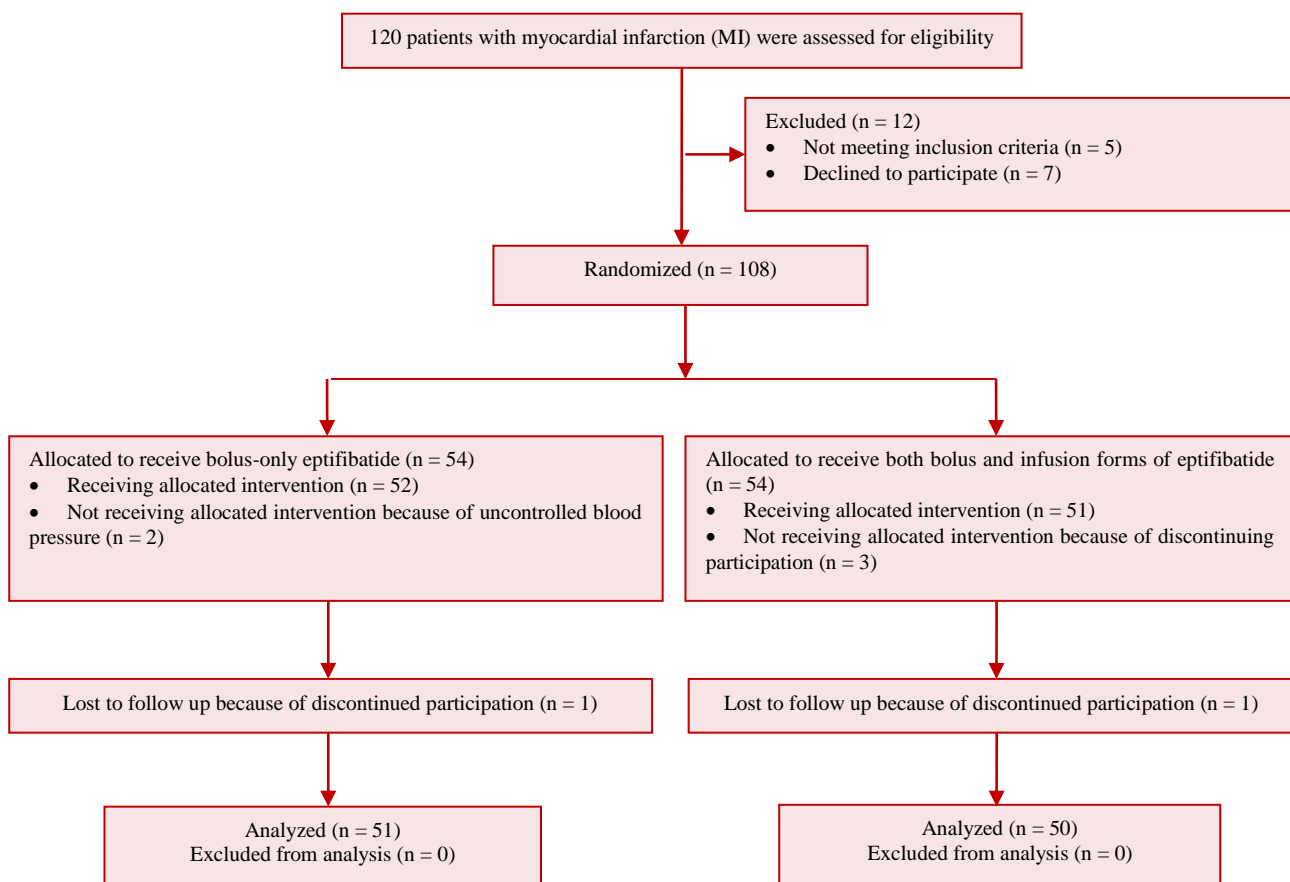 120 patients with myocardial infarction (MI) were assessed for eligibility
Excluded (n = 12)
• Not meeting inclusion criteria (n = 5)
• Declined to participate (n = 7)
Randomized (n = 108)
Allocated to receive bolus-only eptifibatide (n = 54)
• Receiving allocated intervention (n = 52)
• Not receiving allocated intervention because of uncontrolled blood
pressure (n = 2)
Allocated to receive both bolus and infusion forms of eptifibatide
(n = 54)
• Receiving allocated intervention (n = 51)
• Not receiving allocated intervention because of discontinuing
participation (n = 3)
Lost to follow up because of discontinued participation (n = 1)
Lost to follow up because of discontinued participation (n = 1)
Analyzed (n = 51)
Excluded from analysis (n = 0)
Analyzed (n = 50)
Excluded from analysis (n = 0)